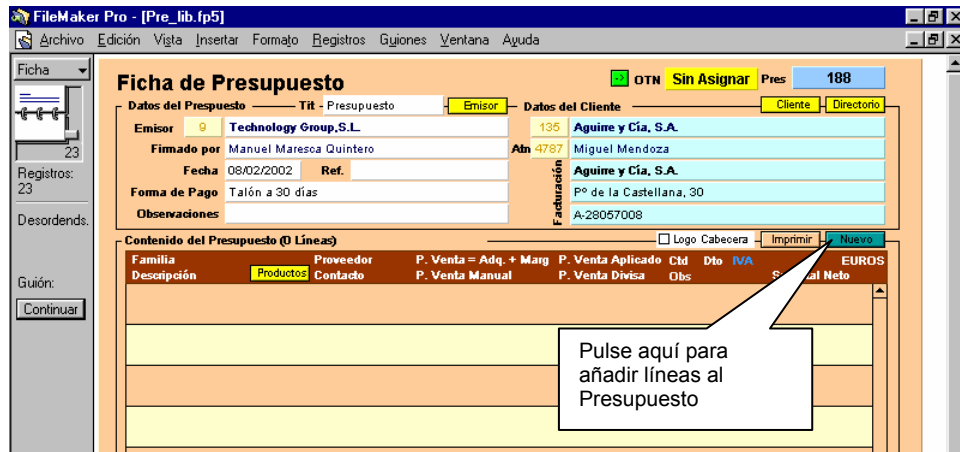 FileMaker Pro - [Pre_lib.fp5]
Archivo Edición Vista Insertar Formato Registros Guiones Ventana Ayuda
Ficha
23
Registros:
23
Desordends.
Guión:
Continuar
Ficha de Presupuesto
OTN Sin Asignar Pres 188
Datos del Prespuesto Tit - Presupuesto Emisor
Datos del Cliente Cliente Directorio
Emisor 9 Technology Group,S.L.
135 Aguirre y Cía, S.A.
Firmado por Manuel Maresca Quintero
Atn 4787 Miguel Mendoza
Fecha 08/02/2002 Ref.
Facturación
Aguirre y Cía, S.A.
Forma de Pago Talón a 30 días
Pº de la Castellana, 30
Observaciones
A-28057008
Contenido del Presupuesto (0 Líneas)
Logo Cabecera Imprimir Nuevo
Familia Proveedor P. Venta = Adq. + Marg P. Venta Aplicado Ctd Dto IVA EUROS
Descripción Productos Contacto P. Venta Manual P. Venta Divisa Obs Neto
Pulse aquí para
añadir líneas al
Presupuesto